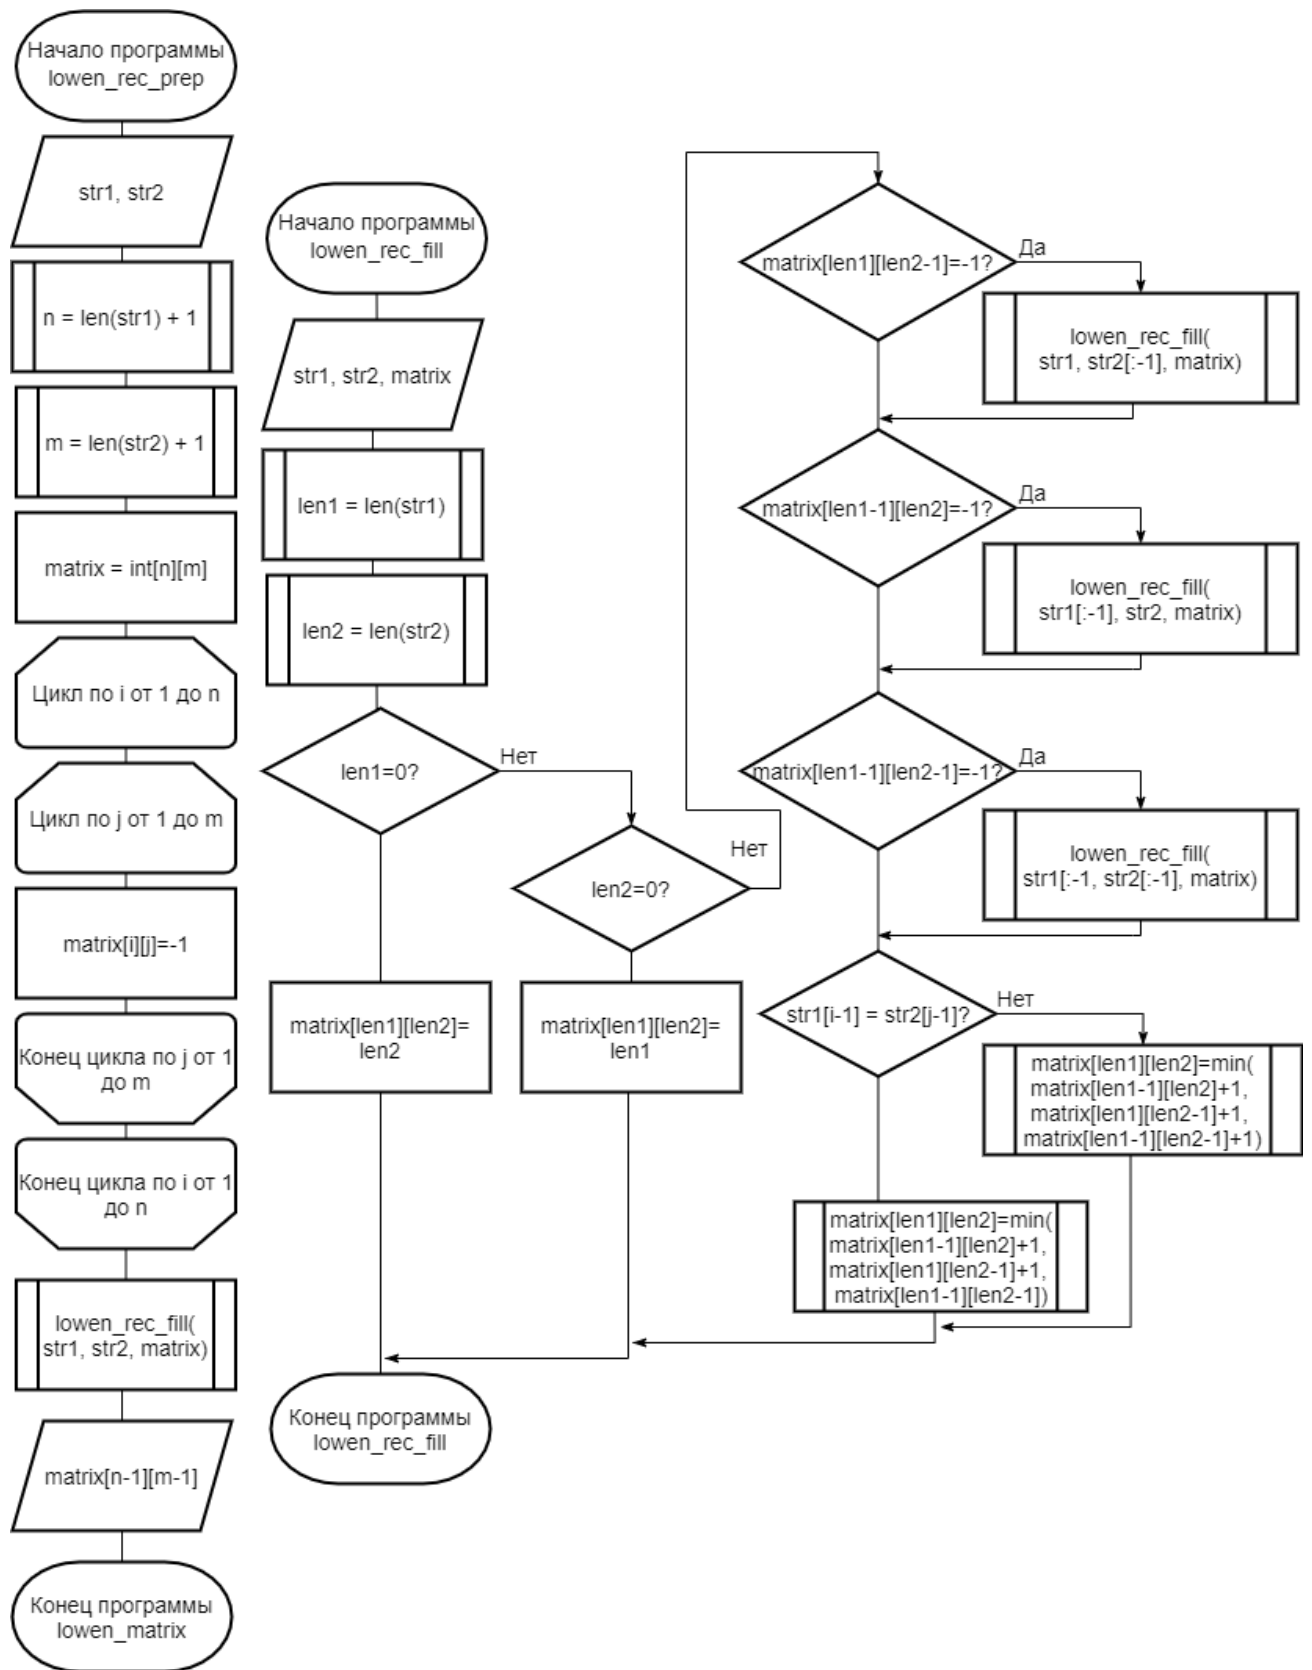 Начало программы
lowen_rec_prep
str1, str2
n = len(str1) + 1
m = len(str2) + 1
matrix = int[n][m]
Цикл по i от 1 до n
Цикл по j от 1 до m
matrix[i][j]=-1
Конец цикла по j от 1
до m
Конец цикла по i от 1
до n
lowen_rec_fill(
str1, str2, matrix)
matrix[n-1][m-1]
Конец программы
lowen_matrix
Начало программы
lowen_rec_fill
str1, str2, matrix
len1 = len(str1)
len2 = len(str2)
len1=0?
Нет
len2=0?
Нет
matrix[len1][len2]=
len2
matrix[len1][len2]=
len1
Конец программы
lowen_rec_fill
matrix[len1][len2-1]=-1?
Да
lowen_rec_fill(
str1, str2[:-1], matrix)
matrix[len1-1][len2]=-1?
Да
lowen_rec_fill(
str1[:-1], str2, matrix)
matrix[len1-1][len2-1]=-1?
Да
lowen_rec_fill(
str1[:-1, str2[:-1], matrix)
str1[i-1] = str2[j-1]?
Нет
matrix[len1][len2]=min(
matrix[len1-1][len2]+1,
matrix[len1][len2-1]+1,
matrix[len1-1][len2-1]+1)
matrix[len1][len2]=min(
matrix[len1-1][len2]+1,
matrix[len1][len2-1]+1,
matrix[len1-1][len2-1])